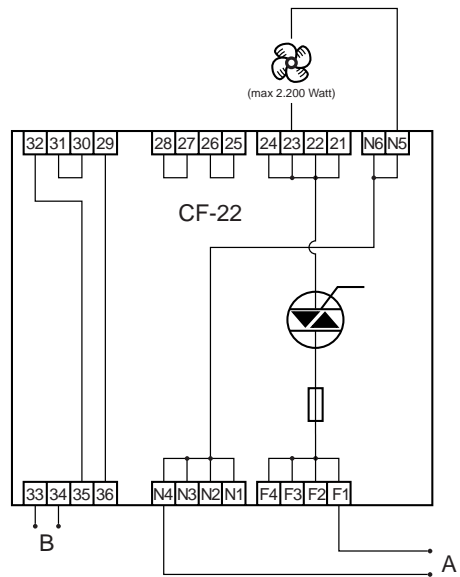 (max 2.200 Watt)
32 31 30 29 28 27 26 25 24 23 22 21 N6 N5
CF-22
33 34 35 36 N4 N3 N2 N1 F4 F3 F2 F1
B
A